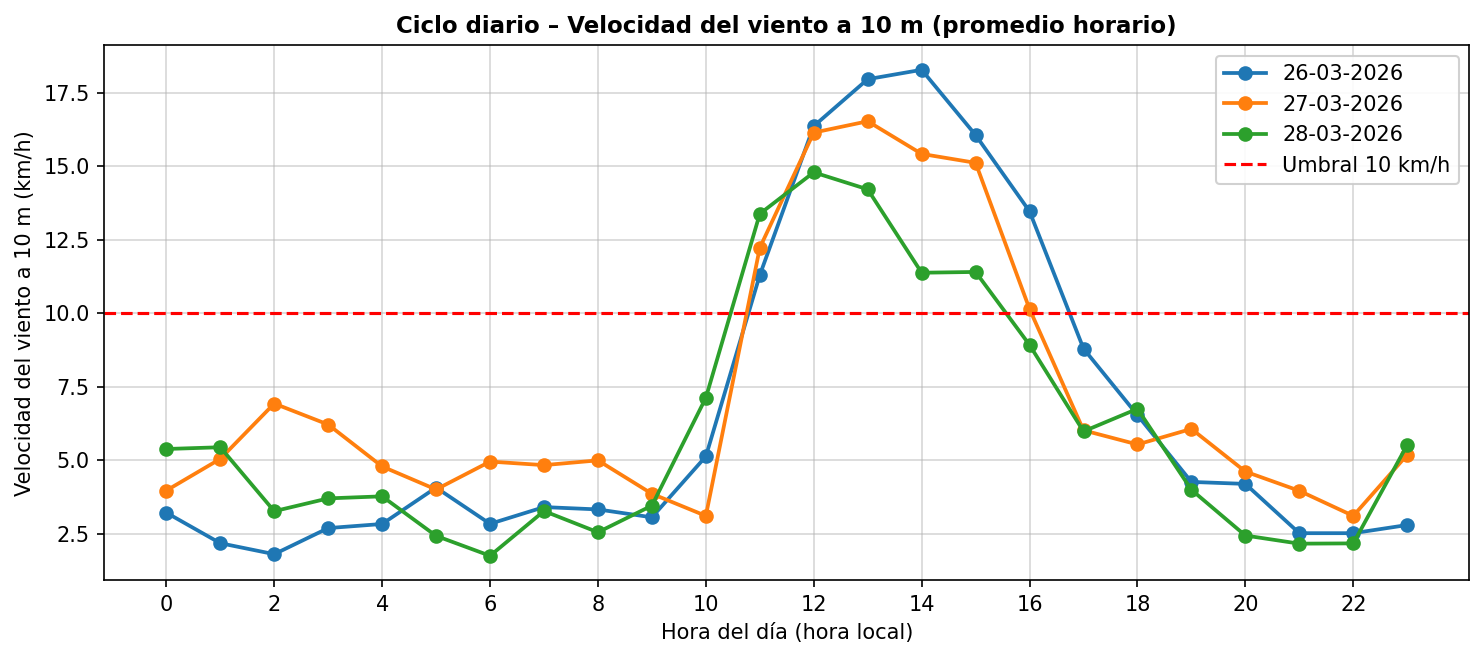 Ciclo diario – Velocidad del viento a 10 m (promedio horario)
Velocidad del viento a 10 m (km/h)
17.5
15.0
12.5
10.0
7.5
5.0
2.5
26-03-2026
27-03-2026
28-03-2026
Umbral 10 km/h
0 2 4 6 8 10 12 14 16 18 20 22
Hora del día (hora local)